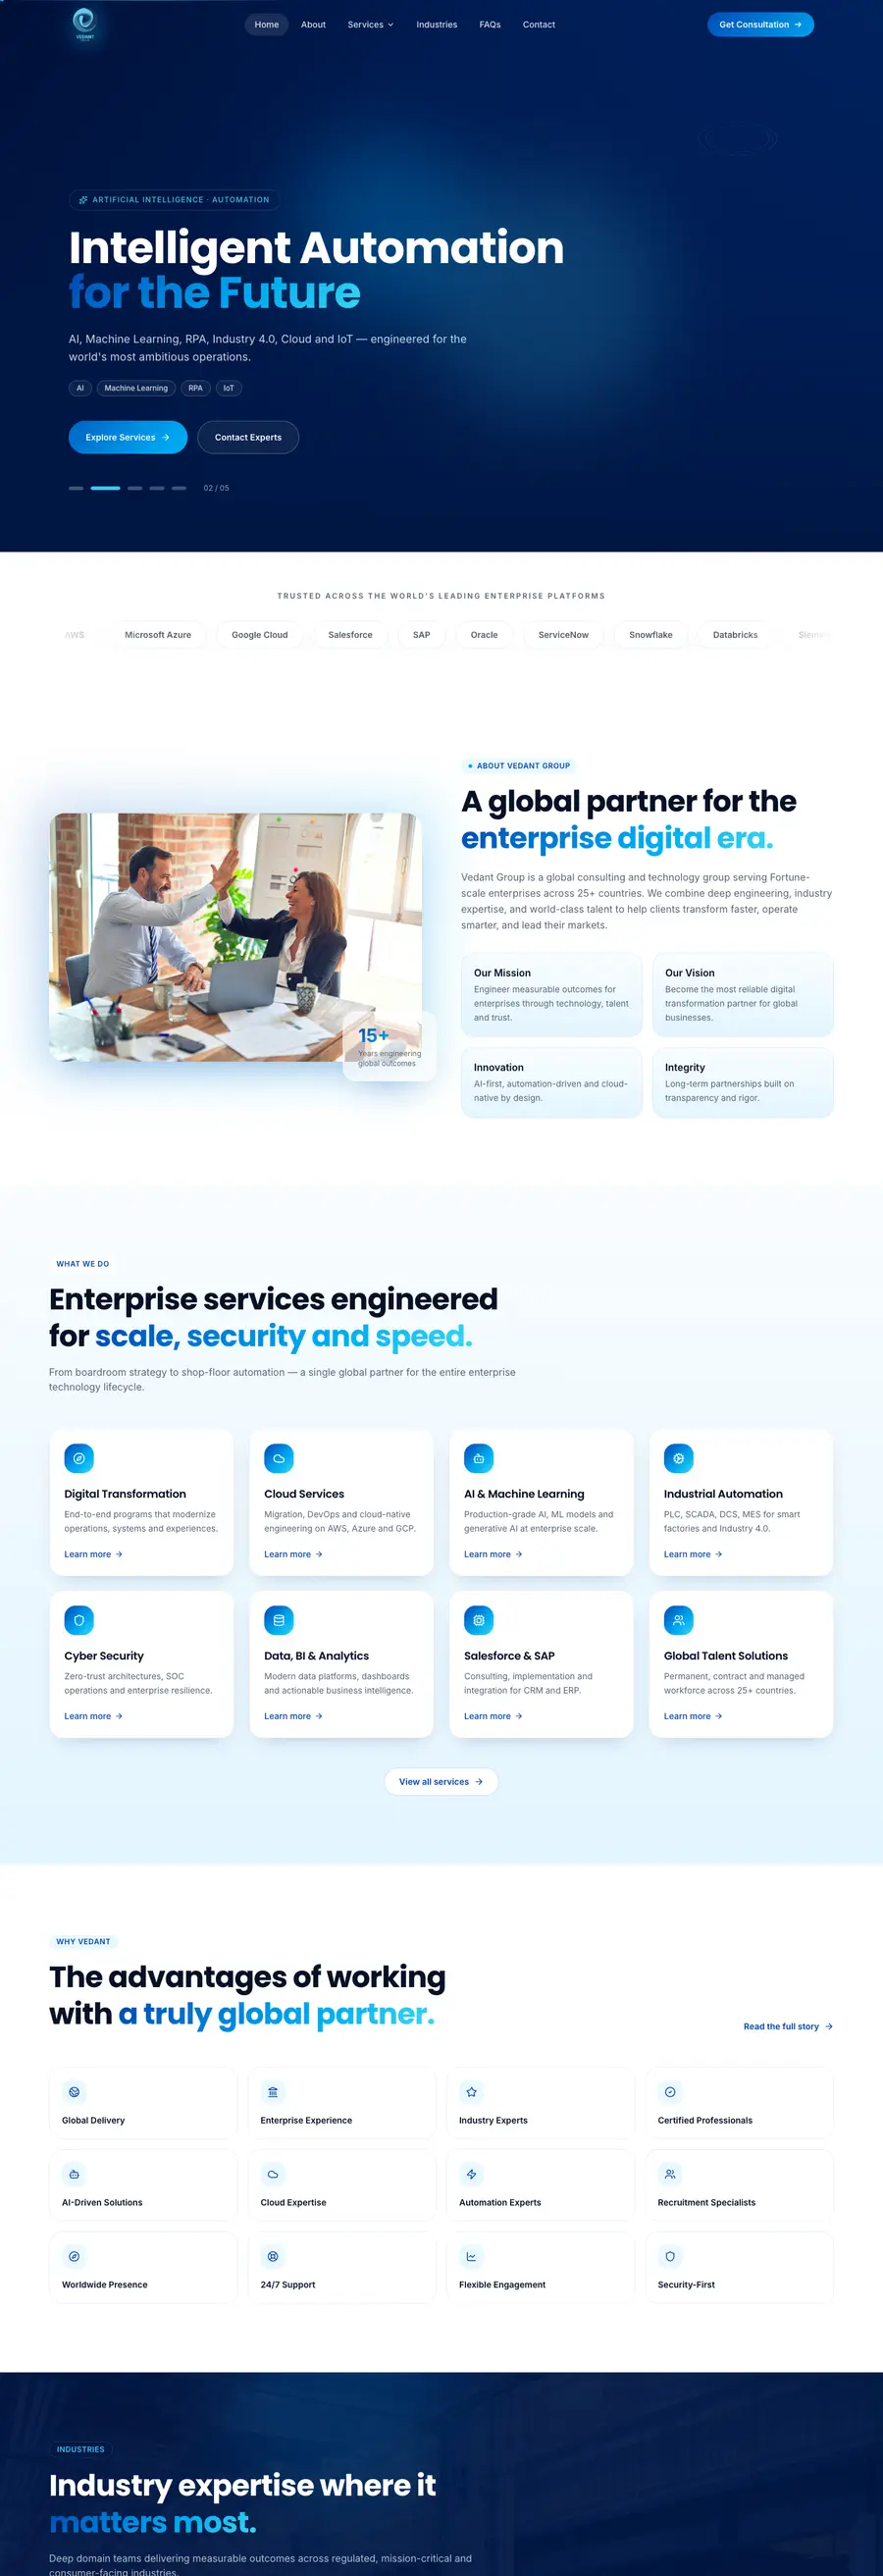 VEDANT
Home
About
Services
Industries
FAQs
Contact
Get Consultation →
ARTIFICIAL INTELLIGENCE · AUTOMATION
Intelligent Automation
for the Future
AI, Machine Learning, RPA, Industry 4.0, Cloud and IoT — engineered for the
world's most ambitious operations.
AI
Machine Learning
RPA
IoT
Explore Services →
Contact Experts
02 / 05
TRUSTED ACROSS THE WORLD'S LEADING ENTERPRISE PLATFORMS
AWS
Microsoft Azure
Google Cloud
Salesforce
SAP
Oracle
ServiceNow
Snowflake
Databricks
ABOUT VEDANT GROUP
A global partner for the
enterprise digital era.
Vedant Group is a global consulting and technology group serving Fortune-
scale enterprises across 25+ countries. We combine deep engineering, industry
expertise, and world-class talent to help clients transform faster, operate
smarter, and lead their markets.
15+
Years engineering
global outcomes
Our Mission
Engineer measurable outcomes for
enterprises through technology, talent
and trust.
Our Vision
Become the most reliable digital
transformation partner for global
businesses.
Innovation
AI-first, automation-driven and cloud-
native by design.
Integrity
Long-term partnerships built on
transparency and rigor.
WHAT WE DO
Enterprise services engineered
for scale, security and speed.
From boardroom strategy to shop-floor automation — a single global partner for the entire enterprise
technology lifecycle.
Digital Transformation
End-to-end programs that modernize
operations, systems and experiences.
Learn more →
Cloud Services
Migration, DevOps and cloud-native
engineering on AWS, Azure and GCP.
Learn more →
AI & Machine Learning
Production-grade AI, ML models and
generative AI at enterprise scale.
Learn more →
Industrial Automation
PLC, SCADA, DCS, MES for smart
factories and Industry 4.0.
Learn more →
Cyber Security
Zero-trust architectures, SOC
operations and enterprise resilience.
Learn more →
Data, BI & Analytics
Modern data platforms, dashboards
and actionable business intelligence.
Learn more →
Salesforce & SAP
Consulting, implementation and
integration for CRM and ERP.
Learn more →
Global Talent Solutions
Permanent, contract and managed
workforce across 25+ countries.
Learn more →
View all services →
WHY VEDANT
The advantages of working
with a truly global partner.
Read the full story →
Global Delivery
Enterprise Experience
Industry Experts
Certified Professionals
AI-Driven Solutions
Cloud Expertise
Automation Experts
Recruitment Specialists
Worldwide Presence
24/7 Support
Flexible Engagement
Security-First
INDUSTRIES
Industry expertise where it
matters most.
Deep domain teams delivering measurable outcomes across regulated, mission-critical and
consumer-facing industries.